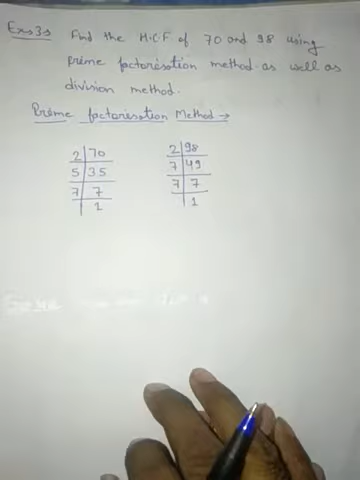 Exs 3:- Find the H.C.F of 70 and 98 using
prime factorisation method as well as
division method.
Prime factorisation Method →
2 | 70
5 | 35
7 | 7
1
2 | 98
7 | 49
7 | 7
1